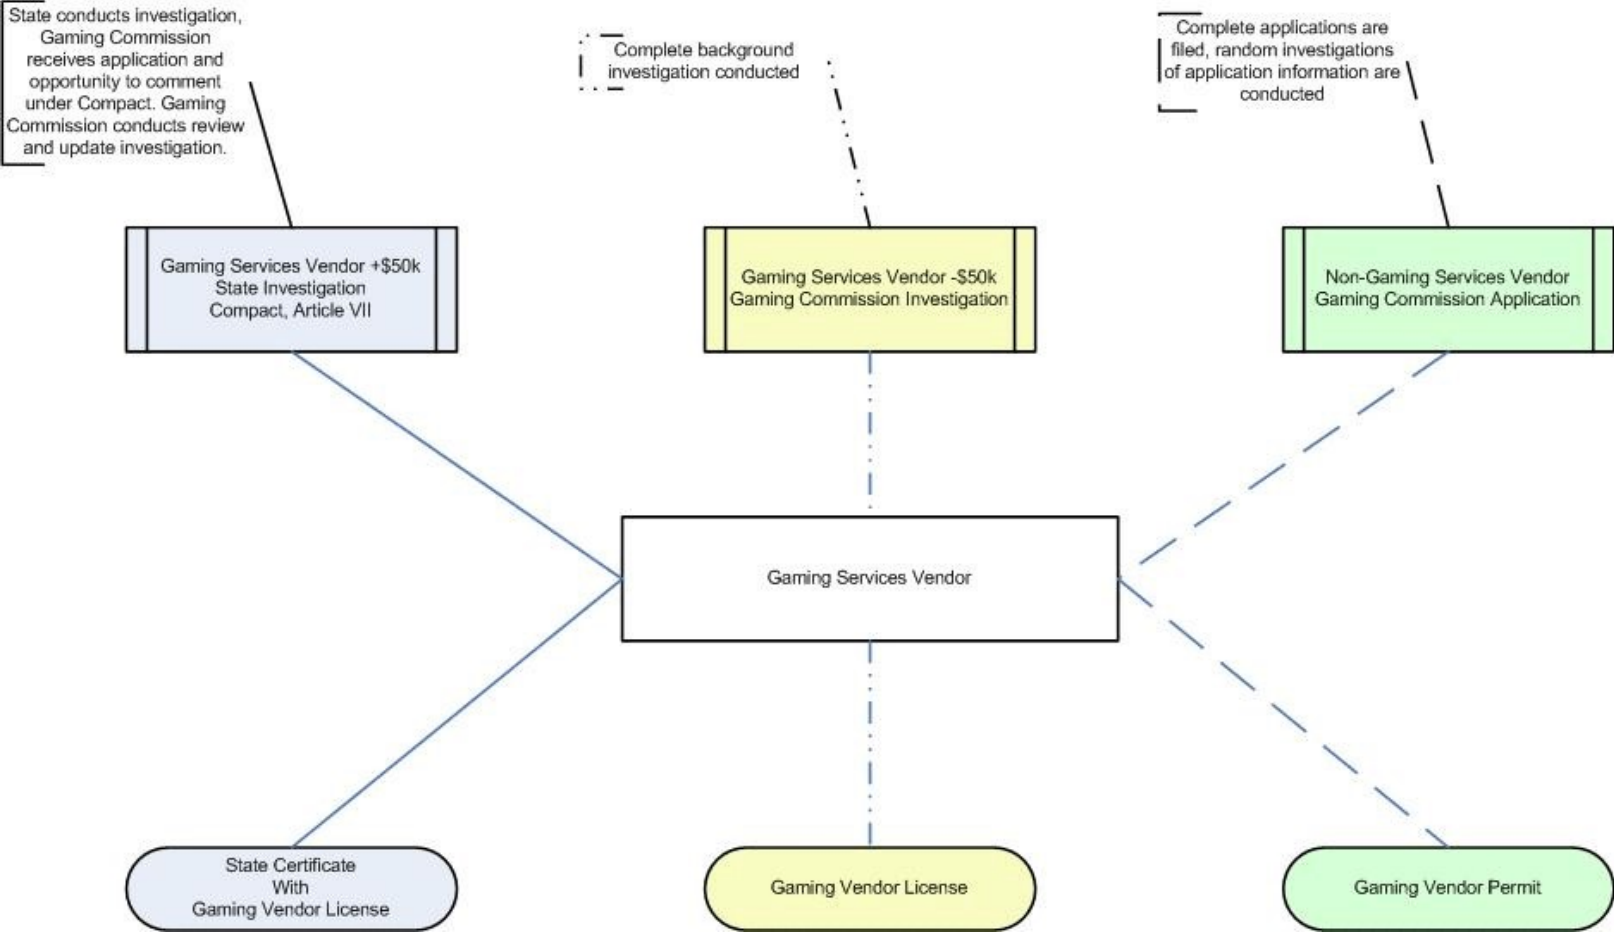 State conducts investigation,
Gaming Commission
receives application and
opportunity to comment
under Compact. Gaming
Commission conducts review
and update investigation.
Complete background
investigation conducted
Complete applications are
filed, random investigations
of application information are
conducted
Gaming Services Vendor +$50k
State Investigation
Compact, Article VII
Gaming Services Vendor -$50k
Gaming Commission Investigation
Non-Gaming Services Vendor
Gaming Commission Application
Gaming Services Vendor
State Certificate
With
Gaming Vendor License
Gaming Vendor License
Gaming Vendor Permit